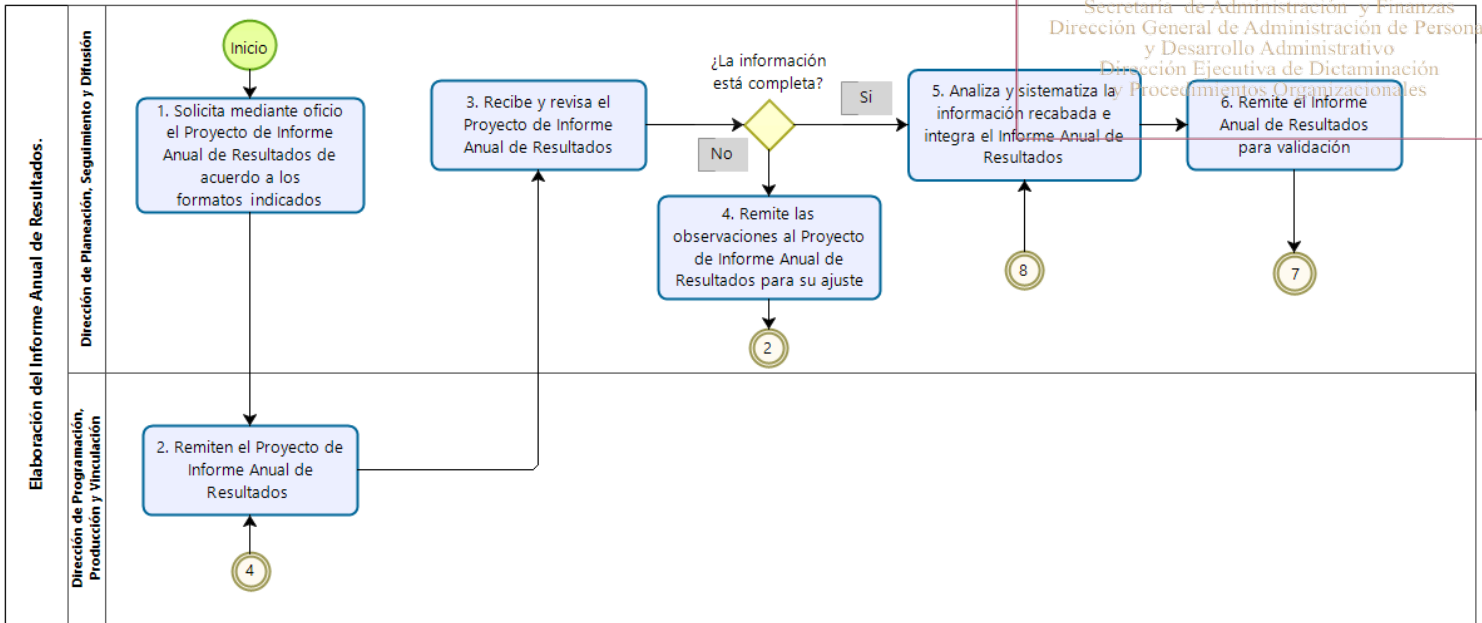 Secretaría de Administración y Finanzas
Dirección General de Administración de Persona
y Desarrollo Administrativo
Dirección Ejecutiva de Dictaminación
y Procedimientos Organizacionales
Elaboración del Informe Anual de Resultados.
Dirección de Planeación, Seguimiento y Difusión
Inicio
1. Solicita mediante oficio
el Proyecto de Informe
Anual de Resultados de
acuerdo a los
formatos indicados
3. Recibe y revisa el
Proyecto de Informe
Anual de Resultados
¿La información
está completa?
Si
No
4. Remite las
observaciones al Proyecto
de Informe Anual de
Resultados para su ajuste
2
5. Analiza y sistematiza la
información recabada e
integra el Informe Anual de
Resultados
8
6. Remite el Informe
Anual de Resultados
para validación
7
Dirección de Programación,
Producción y Vinculación
2. Remiten el Proyecto de
Informe Anual de
Resultados
4